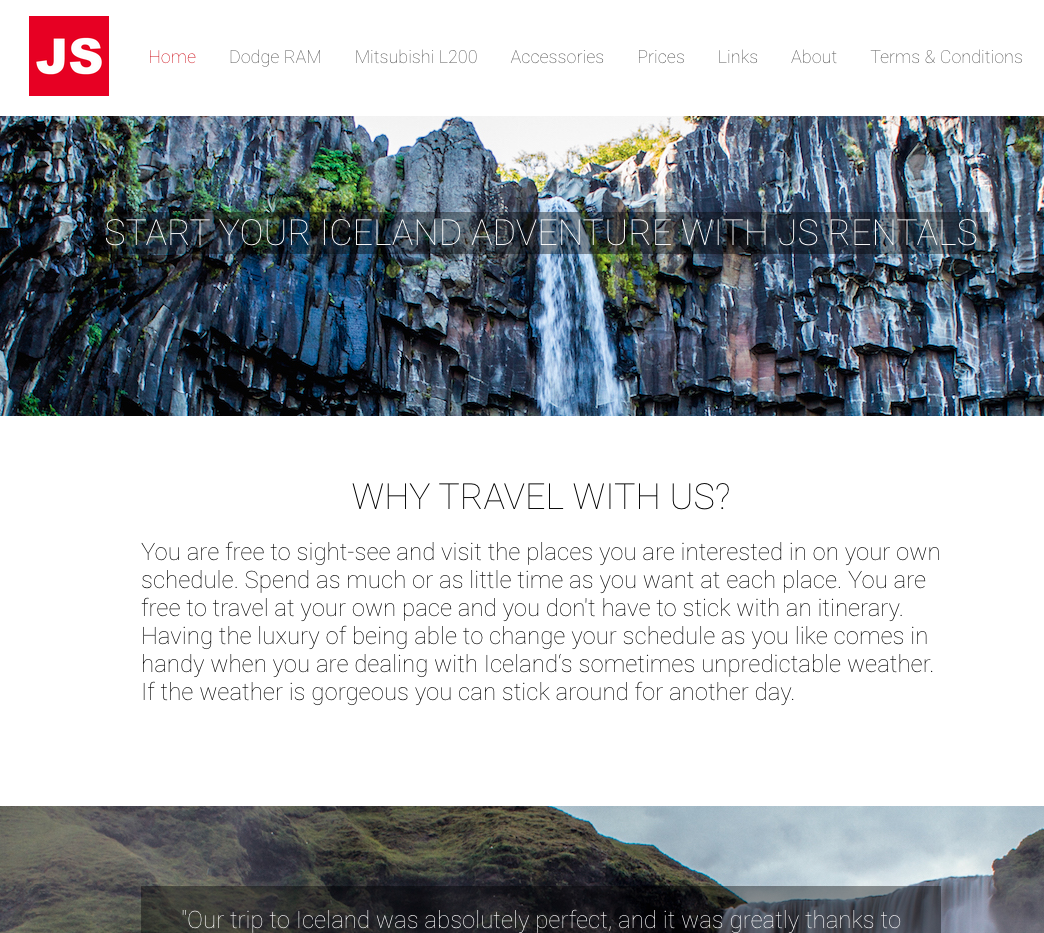 JS
Home Dodge RAM Mitsubishi L200 Accessories Prices Links About Terms & Conditions
START YOUR ICELAND ADVENTURE WITH JS RENTALS
WHY TRAVEL WITH US?
You are free to sight-see and visit the places you are interested in on your own
schedule. Spend as much or as little time as you want at each place. You are
free to travel at your own pace and you don't have to stick with an itinerary.
Having the luxury of being able to change your schedule as you like comes in
handy when you are dealing with Iceland‘s sometimes unpredictable weather.
If the weather is gorgeous you can stick around for another day.
"Our trip to Iceland was absolutely perfect, and it was greatly thanks to